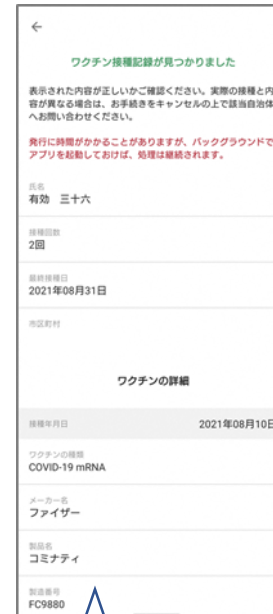 ワクチン接種記録が見つかりました
表示された内容が正しいかご確認ください。実際の接種と内
容が異なる場合は、お手続きをキャンセルの上で該当自治体
へお問い合わせください。
発行に時間がかかることがありますが、バックグラウンドで
アプリを起動しておけば、処理は継続されます。
氏名
有効 三十六
接種回数
2回
最終接種日
2021年08月31日
市区町村
ワクチンの詳細
接種年月日 2021年08月10日
ワクチンの種類
COVID-19 mRNA
メーカー名
ファイザー
製品名
コミナティ
製造番号
FC9880